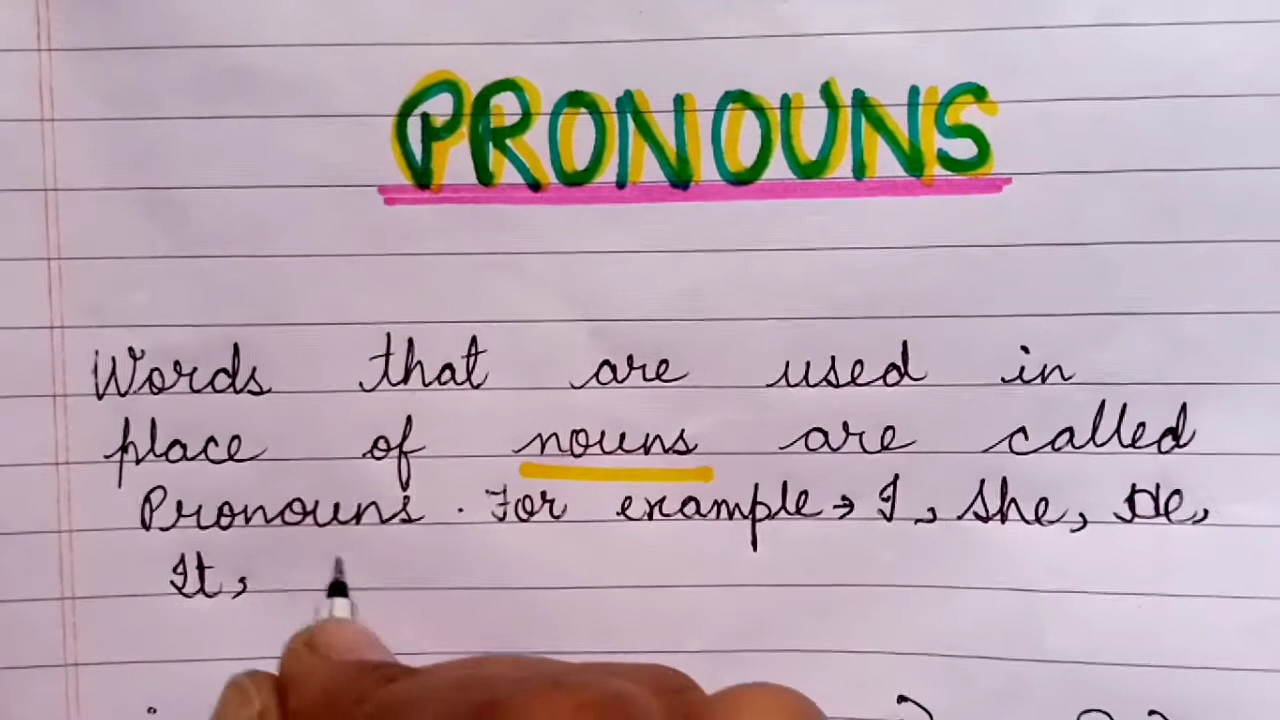 PRONOUNS
Words that are used in
place of nouns are called
Pronouns. For example → I, She, He,
It,